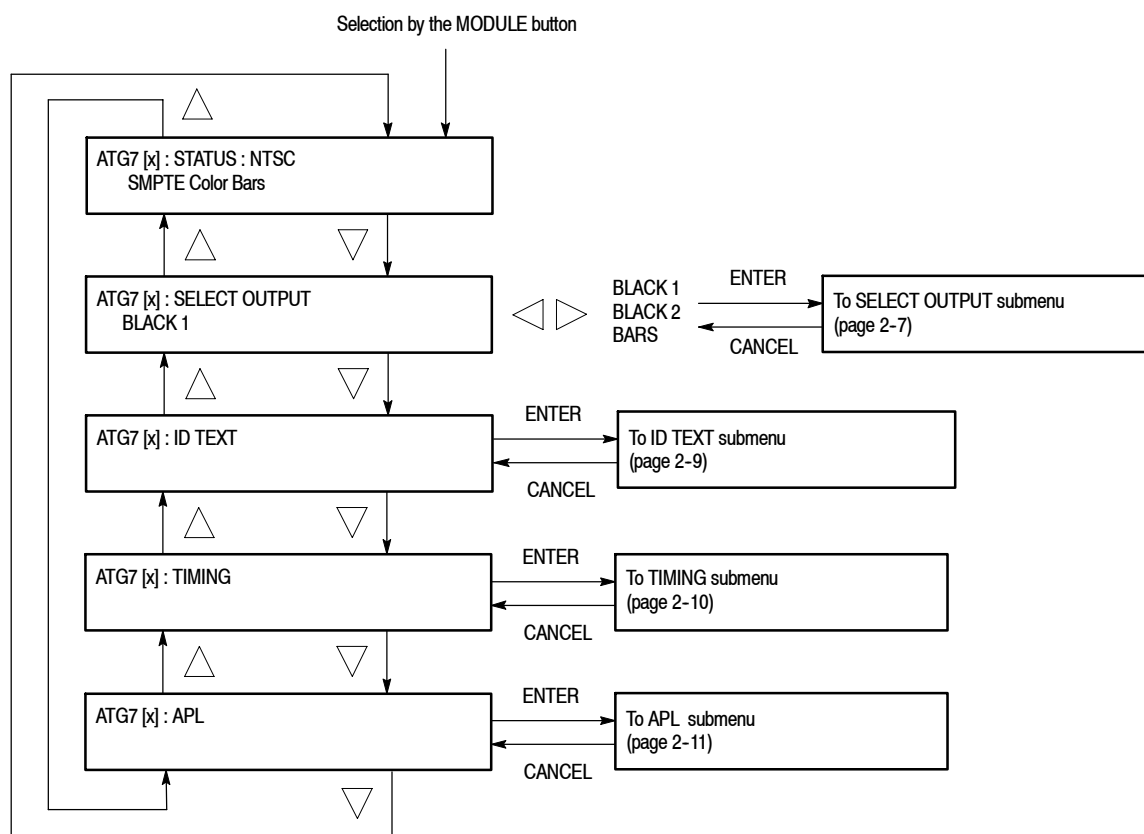 Selection by the MODULE button
ATG7 [x] : STATUS : NTSC
SMPTE Color Bars
ATG7 [x] : SELECT OUTPUT
BLACK 1
BLACK 1
BLACK 2
BARS
ENTER
CANCEL
To SELECT OUTPUT submenu
(page 2-7)
ATG7 [x] : ID TEXT
ENTER
CANCEL
To ID TEXT submenu
(page 2-9)
ATG7 [x] : TIMING
ENTER
CANCEL
To TIMING submenu
(page 2-10)
ATG7 [x] : APL
ENTER
CANCEL
To APL submenu
(page 2-11)